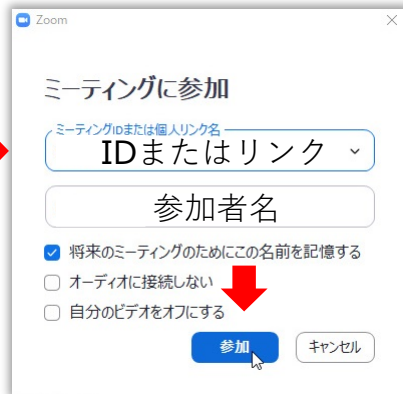 Zoom
ミーティングに参加
ミーティングIDまたは個人リンク名
IDまたはリンク
参加者名
将来のミーティングのためにこの名前を記憶する
オーディオに接続しない
自分のビデオをオフにする
参加 キャンセル